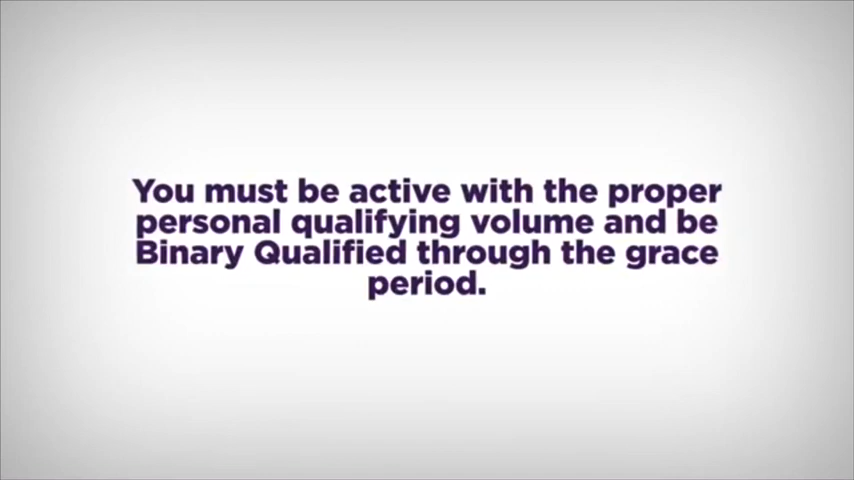 You must be active with the proper
personal qualifying volume and be
Binary Qualified through the grace
period.